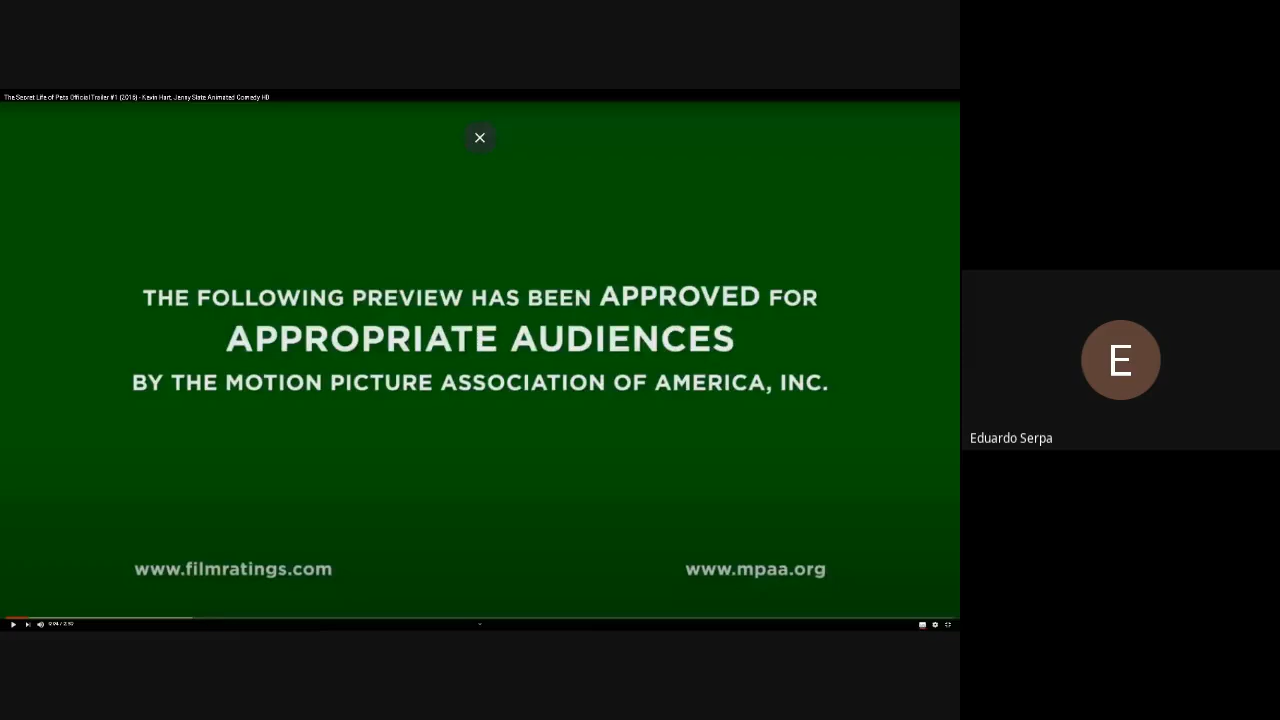 The Secret Life of Pets Official Trailer #1 (2016) - Kevin Hart, Jenny Slate Animated Comedy HD
THE FOLLOWING PREVIEW HAS BEEN APPROVED FOR
APPROPRIATE AUDIENCES
BY THE MOTION PICTURE ASSOCIATION OF AMERICA, INC.
www.filmratings.com
www.mpaa.org
E
Eduardo Serpa